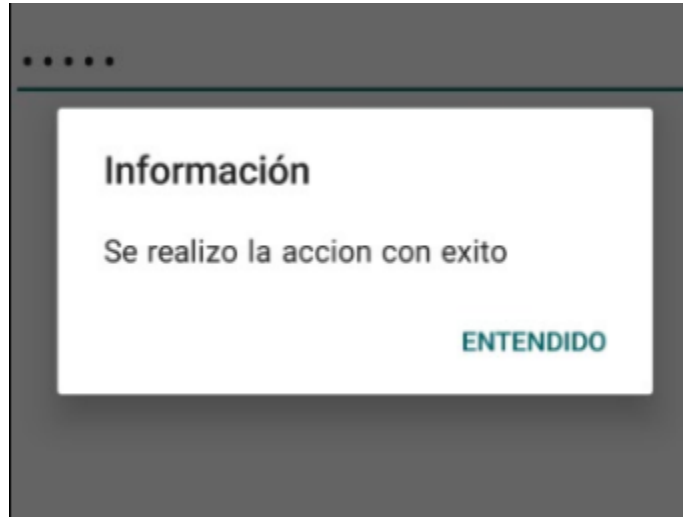 •••••
Información
Se realizo la accion con exito
ENTENDIDO